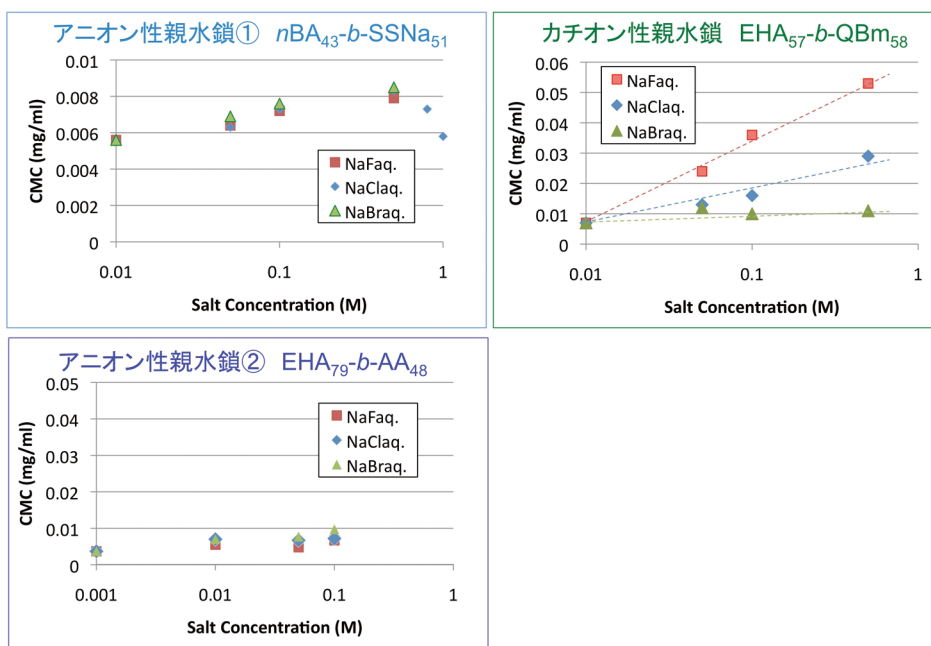 アニオン性親水鎖① nBA43-b-SSNa51
0.01
0.008
0.006
0.004
0.002
0
CMC (mg/ml)
NaFaq.
NaClaq.
NaBraq.
0.01 0.1 1
Salt Concentration (M)
カチオン性親水鎖 EHA57-b-QBm58
0.06
0.05
0.04
0.03
0.02
0.01
0
CMC (mg/ml)
NaFaq.
NaClaq.
NaBraq.
0.01 0.1 1
Salt Concentration (M)
アニオン性親水鎖② EHA79-b-AA48
0.05
0.04
0.03
0.02
0.01
0
CMC (mg/ml)
NaFaq.
NaClaq.
NaBraq.
0.001 0.01 0.1 1
Salt Concentration (M)